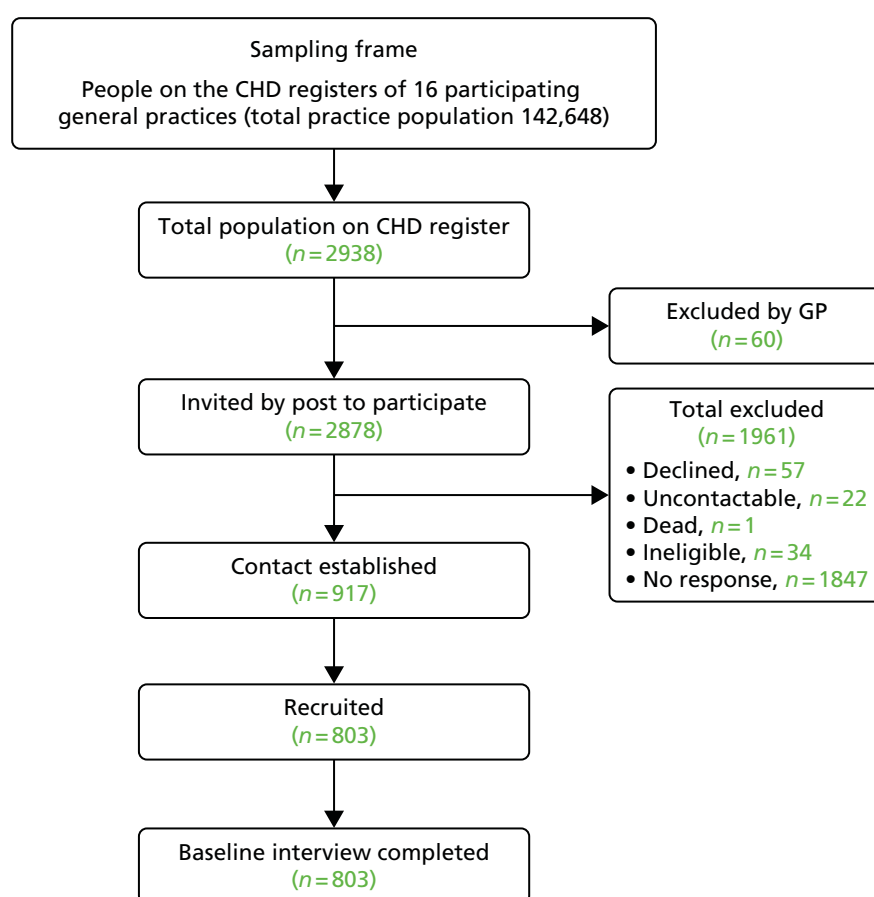 Sampling frame
People on the CHD registers of 16 participating
general practices (total practice population 142,648)
Total population on CHD register
(n=2938)
Excluded by GP
(n=60)
Invited by post to participate
(n=2878)
Total excluded
(n=1961)
• Declined, n=57
• Uncontactable, n=22
• Dead, n=1
• Ineligible, n=34
• No response, n=1847
Contact established
(n=917)
Recruited
(n=803)
Baseline interview completed
(n=803)